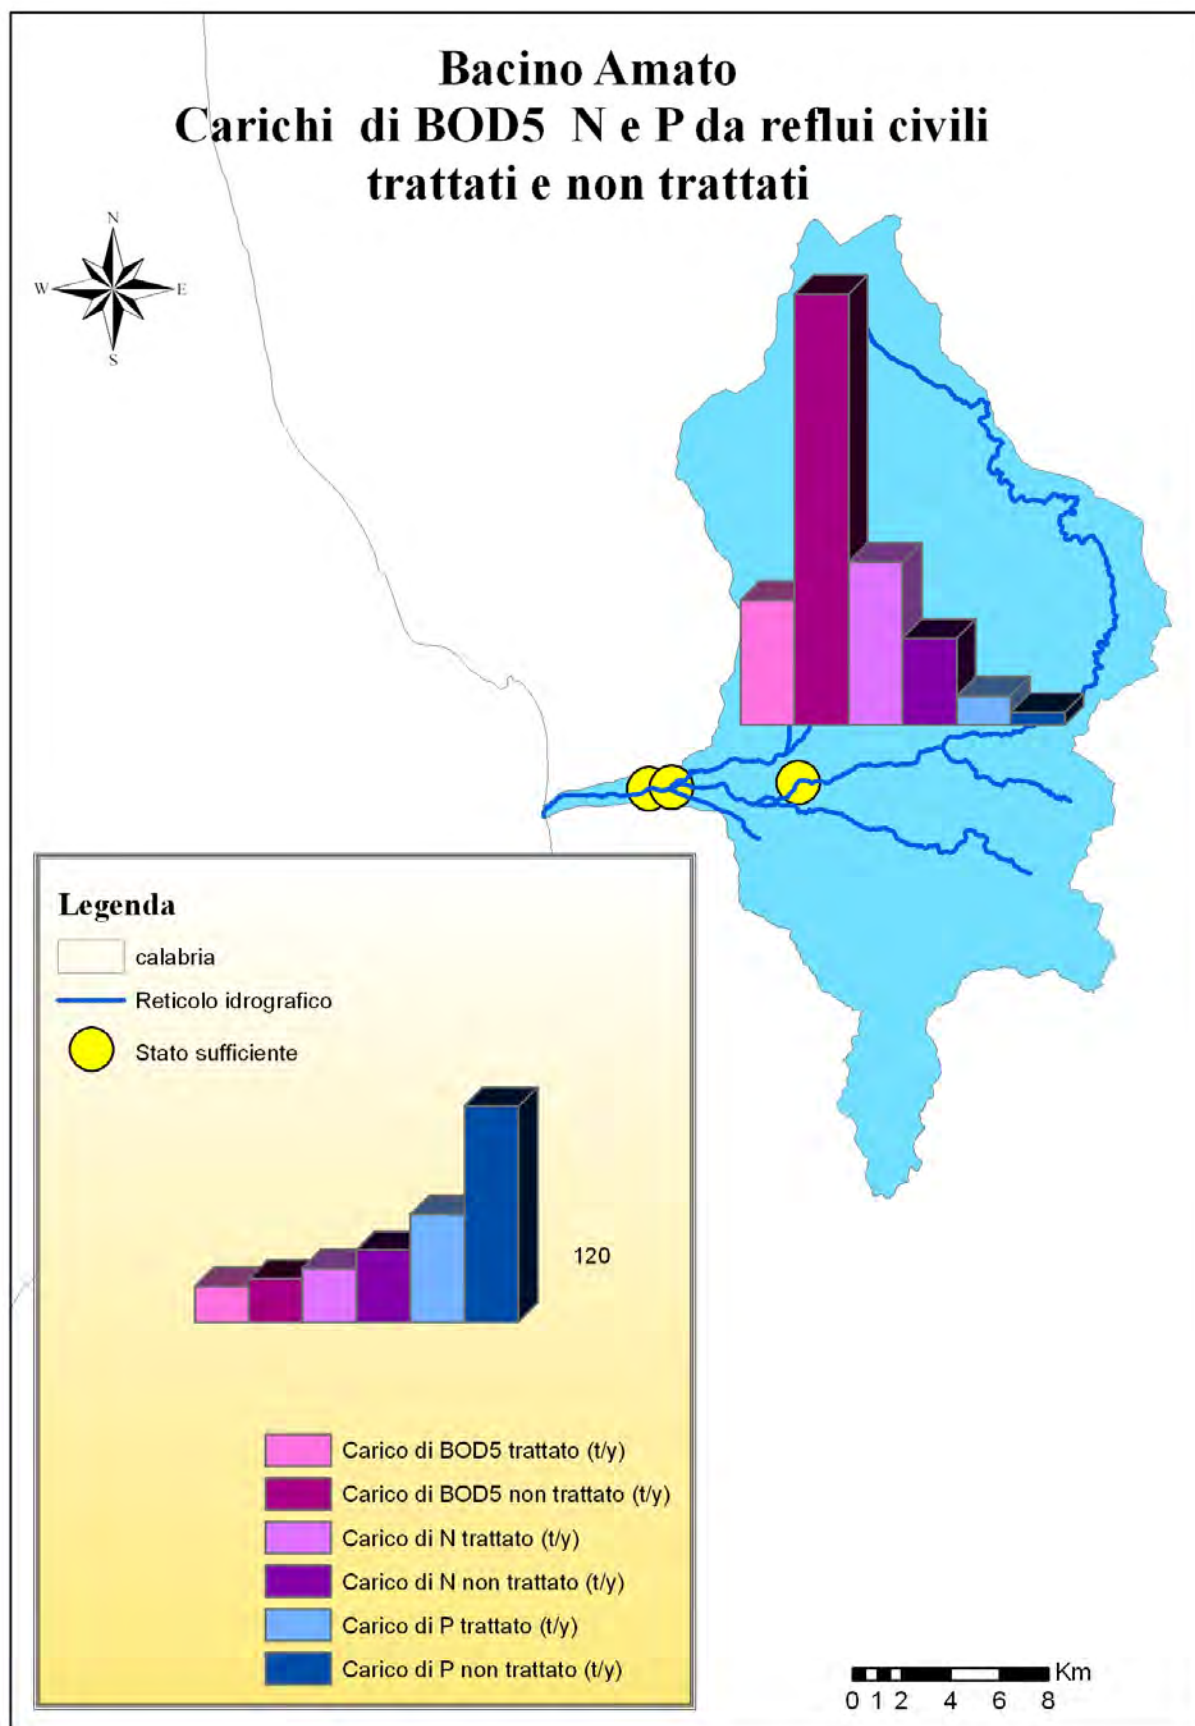 Bacino Amato
Carichi di BOD5 N e P da reflui civili
trattati e non trattati
N
W E
S
Legenda
calabria
Reticolo idrografico
Stato sufficiente
120
Carico di BOD5 trattato (t/y)
Carico di BOD5 non trattato (t/y)
Carico di N trattato (t/y)
Carico di N non trattato (t/y)
Carico di P trattato (t/y)
Carico di P non trattato (t/y)
Km
0 1 2 4 6 8